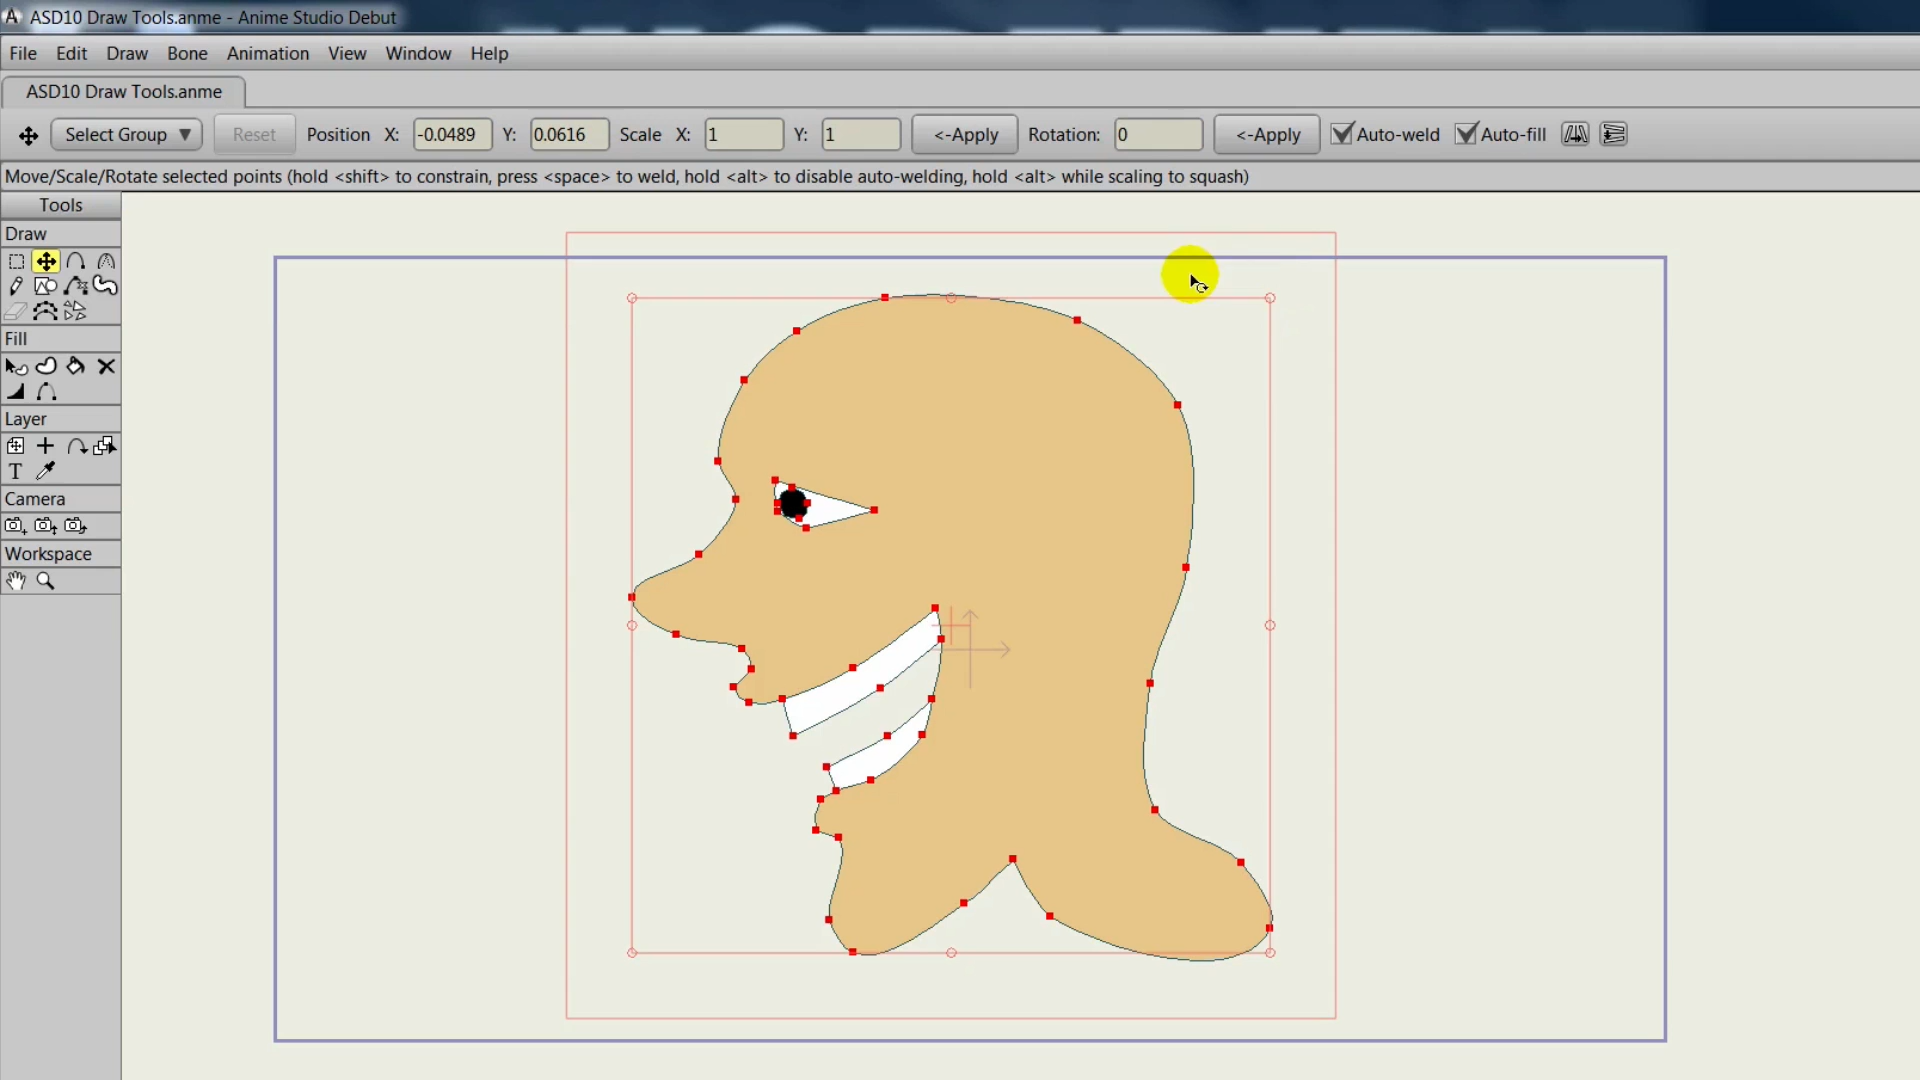 ASD10 Draw Tools.anme - Anime Studio Debut
File Edit Draw Bone Animation View Window Help
ASD10 Draw Tools.anme
Select Group Reset Position X: -0.0489 Y: 0.0616 Scale X: 1 Y: 1 <-Apply Rotation: 0 <-Apply Auto-weld Auto-fill
Move/Scale/Rotate selected points (hold <shift> to constrain, press <space> to weld, hold <alt> to disable auto-welding, hold <alt> while scaling to squash)
Tools
Draw
Fill
Layer
T
Camera
Workspace